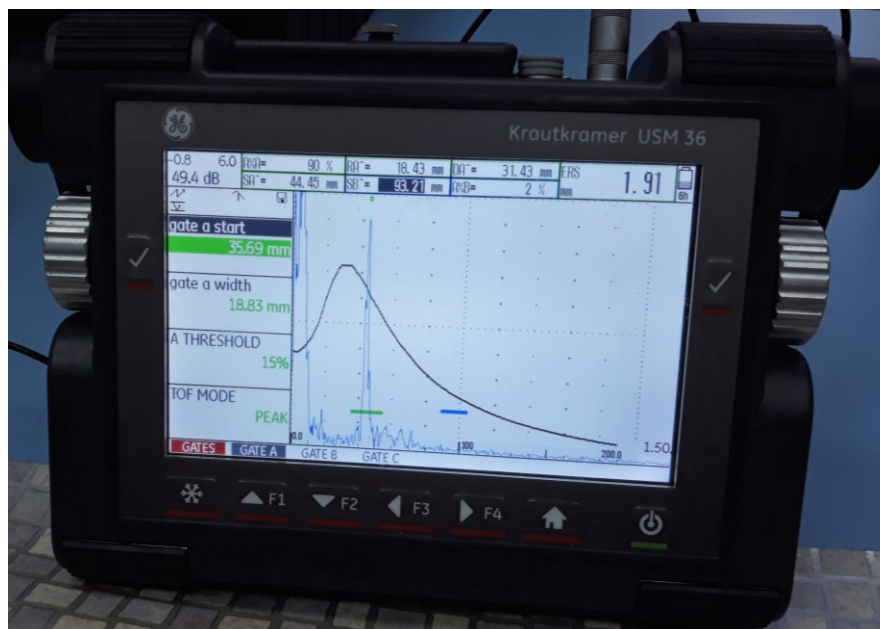 GE
Krautkramer USM 36
-0.8 6.0 A%A= 90 % RA^= 18.43 mm DA^= 31.43 mm ERS
49.4 dB SA^= 44.45 mm SB^= 93.21 mm A%B= 2 % mm 1.91
6h
gate a start
35.69 mm
gate a width
18.83 mm
A THRESHOLD
15%
TOF MODE
PEAK
0.0 100 200.0 1.50
GATES GATE A GATE B GATE C
F1 F2 F3 F4